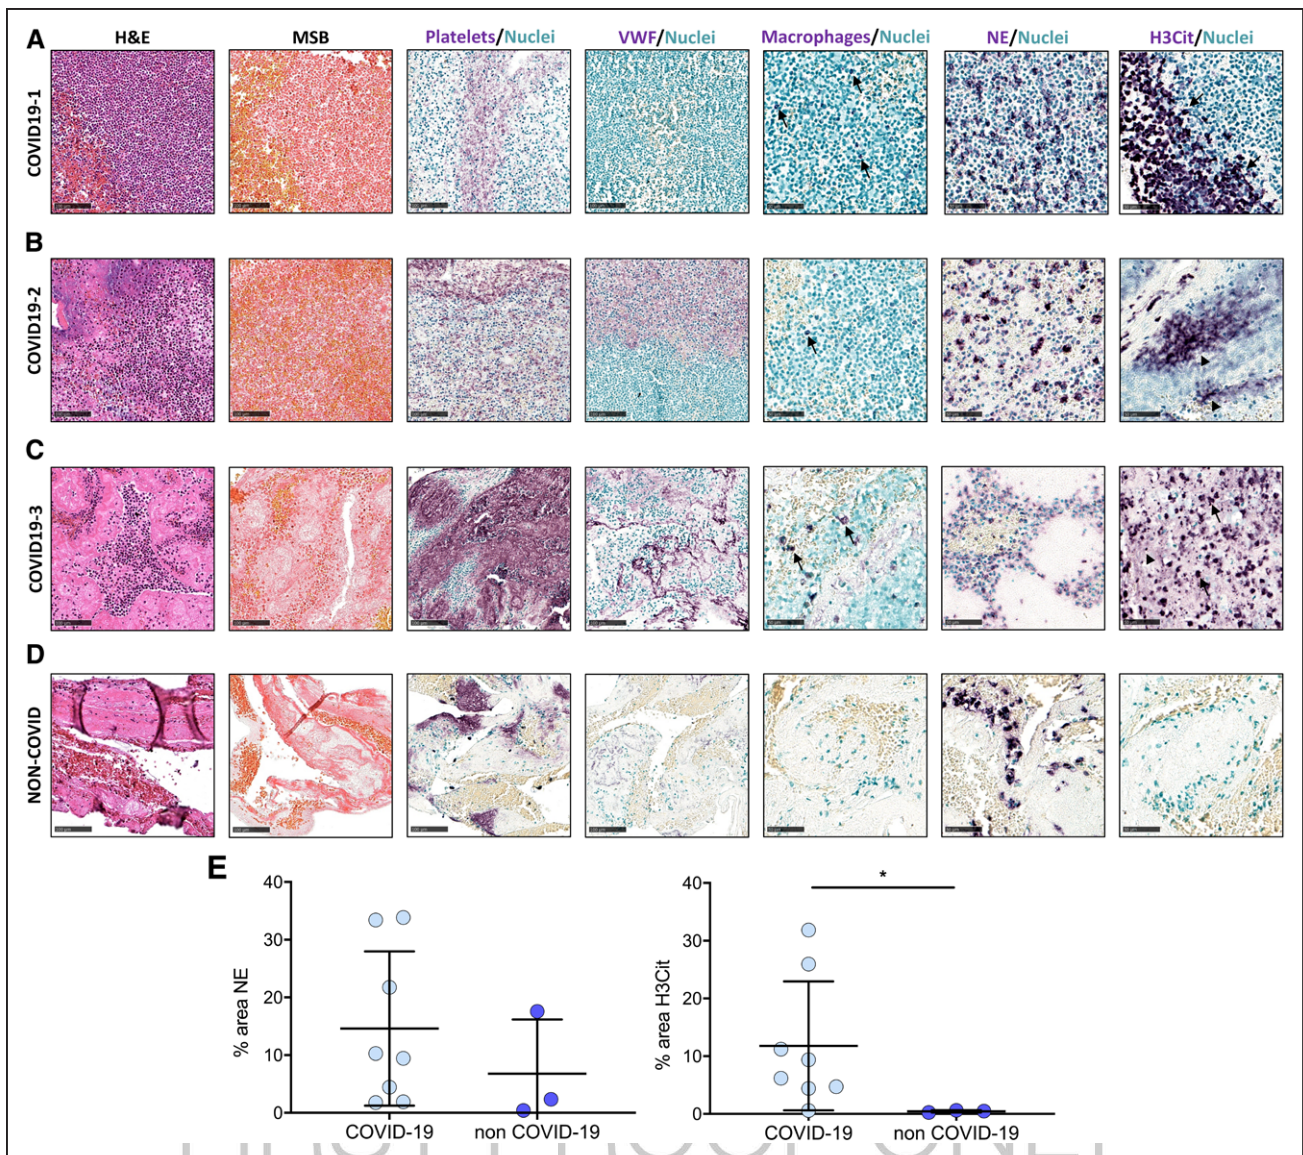 A
H&E
MSB
Platelets/Nuclei
VWF/Nuclei
Macrophages/Nuclei
NE/Nuclei
H3Cit/Nuclei
COVID19-1
B
COVID19-2
C
COVID19-3
D
NON-COVID
E
% area NE
40
30
20
10
0
COVID-19
non COVID-19
% area H3Cit
40
30
20
10
0
*
COVID-19
non COVID-19